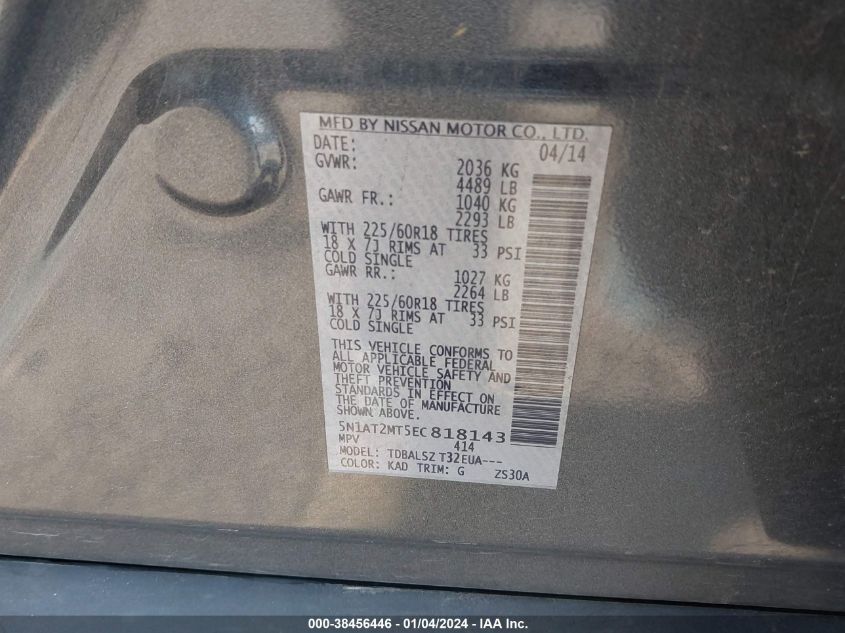 MFD BY NISSAN MOTOR CO., LTD.
DATE: 04/14
GVWR: 2036 KG
4489 LB
GAWR FR.: 1040 KG
2293 LB
WITH 225/60R18 TIRES
18 X 7J RIMS AT 33 PSI
COLD SINGLE
GAWR RR.: 1027 KG
2264 LB
WITH 225/60R18 TIRES
18 X 7J RIMS AT 33 PSI
COLD SINGLE
THIS VEHICLE CONFORMS TO
ALL APPLICABLE FEDERAL
MOTOR VEHICLE SAFETY AND
THEFT PREVENTION
STANDARDS IN EFFECT ON
THE DATE OF MANUFACTURE
SHOWN ABOVE.
5N1AT2MT5EC818143
MPV 414
MODEL: TDBALSZ T32EUA---
COLOR: KAD TRIM: G ZS30A
000-38456446 - 01/04/2024 - IAA Inc.